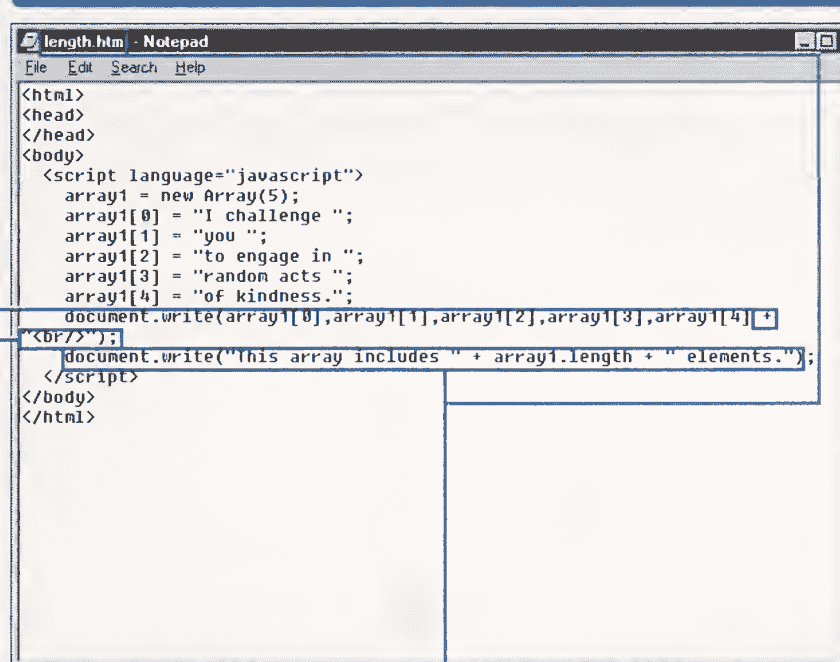 length.htm - Notepad
File Edit Search Help
<html>
<head>
</head>
<body>
<script language="javascript">
array1 = new Array(5);
array1[0] = "I challenge ";
array1[1] = "you ";
array1[2] = "to engage in ";
array1[3] = "random acts ";
array1[4] = "of kindness.";
document.write(array1[0],array1[1],array1[2],array1[3],array1[4] +
"<br/>");
document.write("This array includes " + array1.length + " elements.");
</script>
</body>
</html>